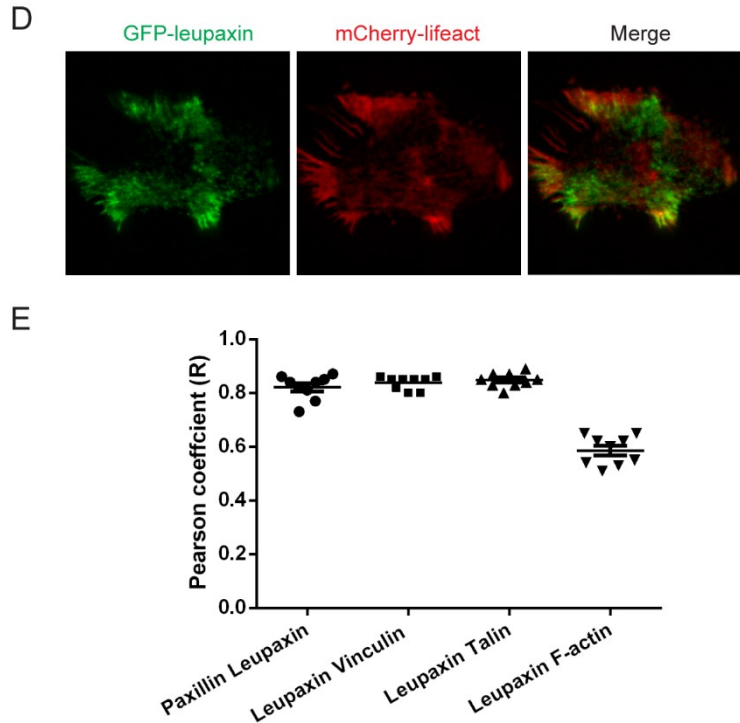 D
GFP-leupaxin mCherry-lifeact Merge
E
Pearson coeffcient (R)
1.0
0.8
0.6
0.4
0.2
0.0
Paxillin Leupaxin
Leupaxin Vinculin
Leupaxin Talin
Leupaxin F-actin